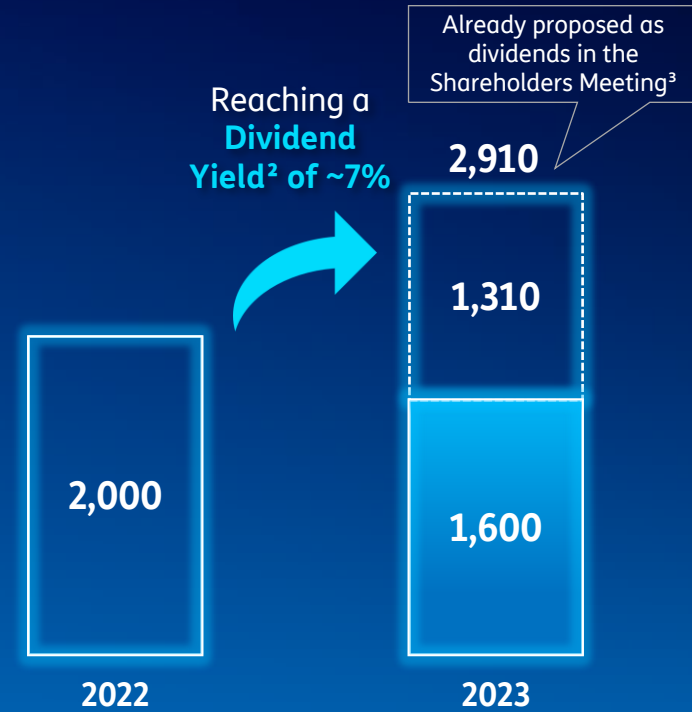 Already proposed as
dividends in the
Shareholders Meeting³
Reaching a
Dividend
Yield² of ~7%
2,910
1,310
2,000
1,600
2022
2023